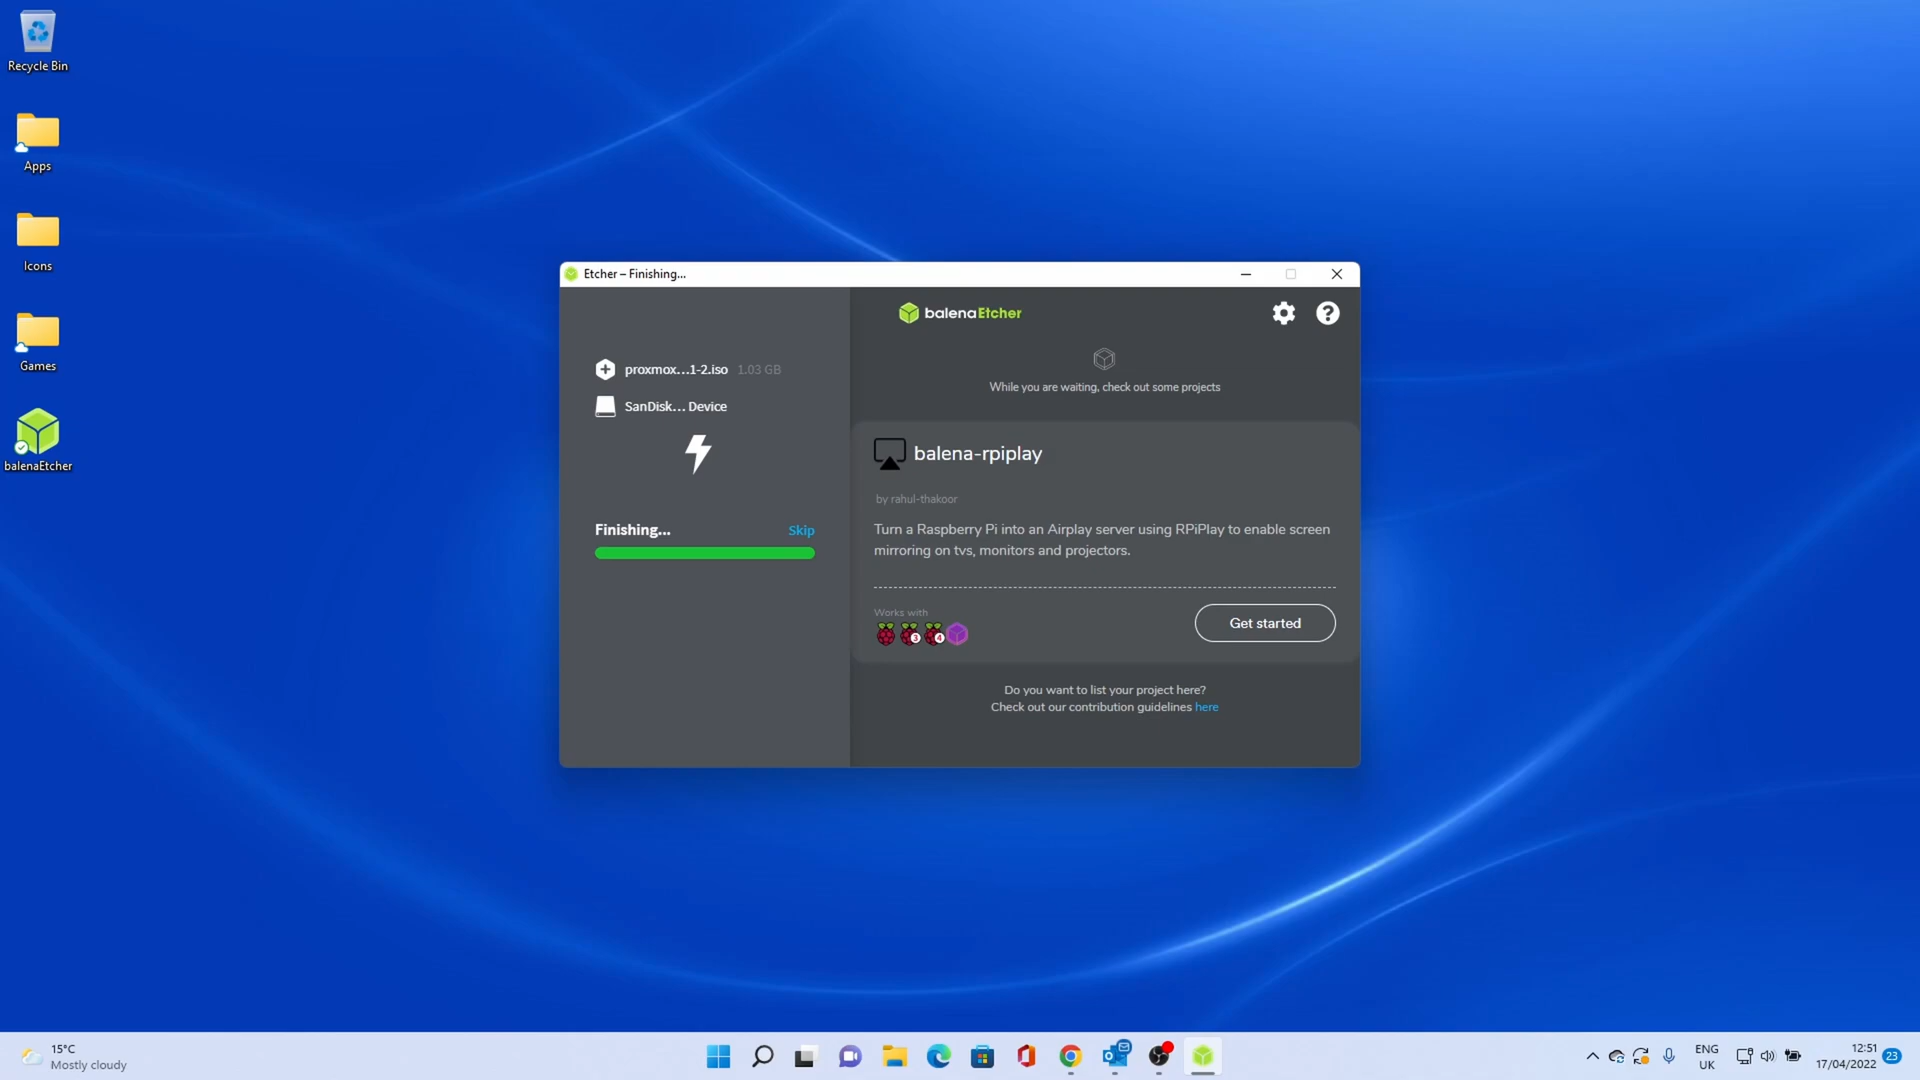 Recycle Bin
Apps
Icons
Games
balenaEtcher
Etcher – Finishing...
balenaEtcher
proxmox...1-2.iso 1.03 GB
SanDisk... Device
Finishing... Skip
While you are waiting, check out some projects
balena-rpiplay
by rahul-thakoor
Turn a Raspberry Pi into an Airplay server using RPiPlay to enable screen
mirroring on tvs, monitors and projectors.
Works with
3 4
Get started
Do you want to list your project here?
Check out our contribution guidelines here
15°C
Mostly cloudy
ENG
UK
12:51
17/04/2022
23